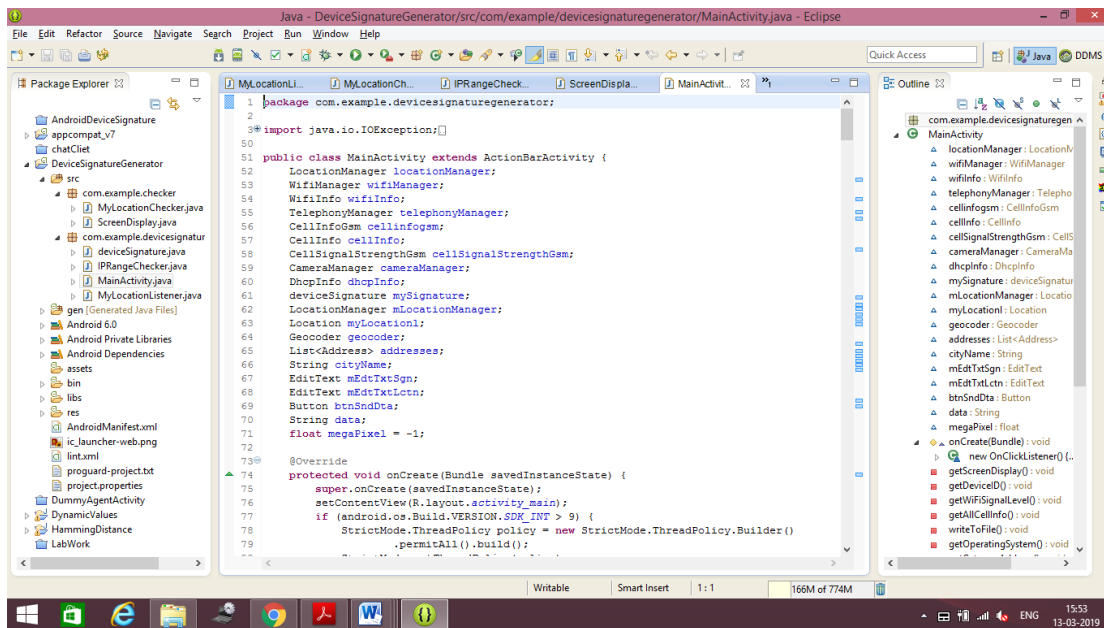 Java - DeviceSignatureGenerator/src/com/example/devicesignaturegenerator/MainActivity.java - Eclipse
File Edit Refactor Source Navigate Search Project Run Window Help
Quick Access
Java
DDMS
Package Explorer
AndroidDeviceSignature
appcompat_v7
chatCliet
DeviceSignatureGenerator
src
com.example.checker
MyLocationChecker.java
ScreenDisplay.java
com.example.devicesignatur
deviceSignature.java
IPRangeChecker.java
MainActivity.java
MyLocationListener.java
gen [Generated Java Files]
Android 6.0
Android Private Libraries
Android Dependencies
assets
bin
libs
res
AndroidManifest.xml
ic_launcher-web.png
lint.xml
proguard-project.txt
project.properties
DummyAgentActivity
DynamicValues
HammingDistance
LabWork
MyLocationLi... MyLocationCh... IPRangeCheck... ScreenDispla... MainActivit... »1
1 package com.example.devicesignaturegenerator;
2
3 import java.io.IOException;
50
51 public class MainActivity extends ActionBarActivity {
52 LocationManager locationManager;
53 WifiManager wifiManager;
54 WifiInfo wifiInfo;
55 TelephonyManager telephonyManager;
56 CellInfoGsm cellinfogsm;
57 CellInfo cellInfo;
58 CellSignalStrengthGsm cellSignalStrengthGsm;
59 CameraManager cameraManager;
60 DhcpInfo dhcpInfo;
61 deviceSignature mySignature;
62 LocationManager mLocationManager;
63 Location myLocationl;
64 Geocoder geocoder;
65 List<Address> addresses;
66 String cityName;
67 EditText mEdtTxtSgn;
68 EditText mEdtTxtLctn;
69 Button btnSndDta;
70 String data;
71 float megaPixel = -1;
72
73 @Override
74 protected void onCreate(Bundle savedInstanceState) {
75 super.onCreate(savedInstanceState);
76 setContentView(R.layout.activity_main);
77 if (android.os.Build.VERSION.SDK_INT > 9) {
78 StrictMode.ThreadPolicy policy = new StrictMode.ThreadPolicy.Builder()
79 .permitAll().build();
Outline
com.example.devicesignaturegen
MainActivity
locationManager : LocationM
wifiManager : WifiManager
wifiInfo : WifiInfo
telephonyManager : Telepho
cellinfogsm : CellInfoGsm
cellInfo : CellInfo
cellSignalStrengthGsm : CellS
cameraManager : CameraMa
dhcpInfo : DhcpInfo
mySignature : deviceSignatur
mLocationManager : Locatio
myLocationl : Location
geocoder : Geocoder
addresses : List<Address>
cityName : String
mEdtTxtSgn : EditText
mEdtTxtLctn : EditText
btnSndDta : Button
data : String
megaPixel : float
onCreate(Bundle) : void
new OnClickListener() {..
getScreenDisplay() : void
getDeviceID() : void
getWiFiSignalLevel() : void
getAllCellInfo() : void
writeToFile() : void
getOperatingSystem() : void
Writable Smart Insert 1 : 1 166M of 774M
ENG
15:53
13-03-2019